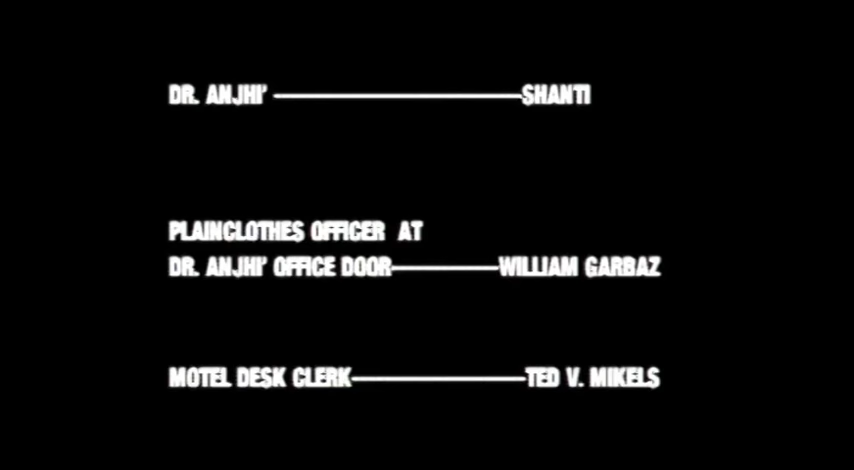 DR. ANJHI' ——— SHANTI
PLAINCLOTHES OFFICER AT
DR. ANJHI' OFFICE DOOR ——— WILLIAM GARBAZ
MOTEL DESK CLERK ——— TED V. MIKELS